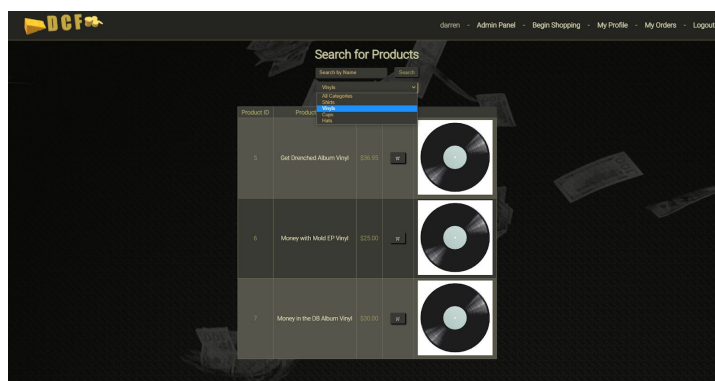 DCF
darren - Admin Panel - Begin Shopping - My Profile - My Orders - Logout
Search for Products
Search by Name Search
Vinyls
All Categories
Shirts
Vinyls
Cups
Hats
Product ID Product
5 Get Drenched Album Vinyl $36.95
6 Money with Mold EP Vinyl $25.00
7 Money in the DB Album Vinyl $30.00